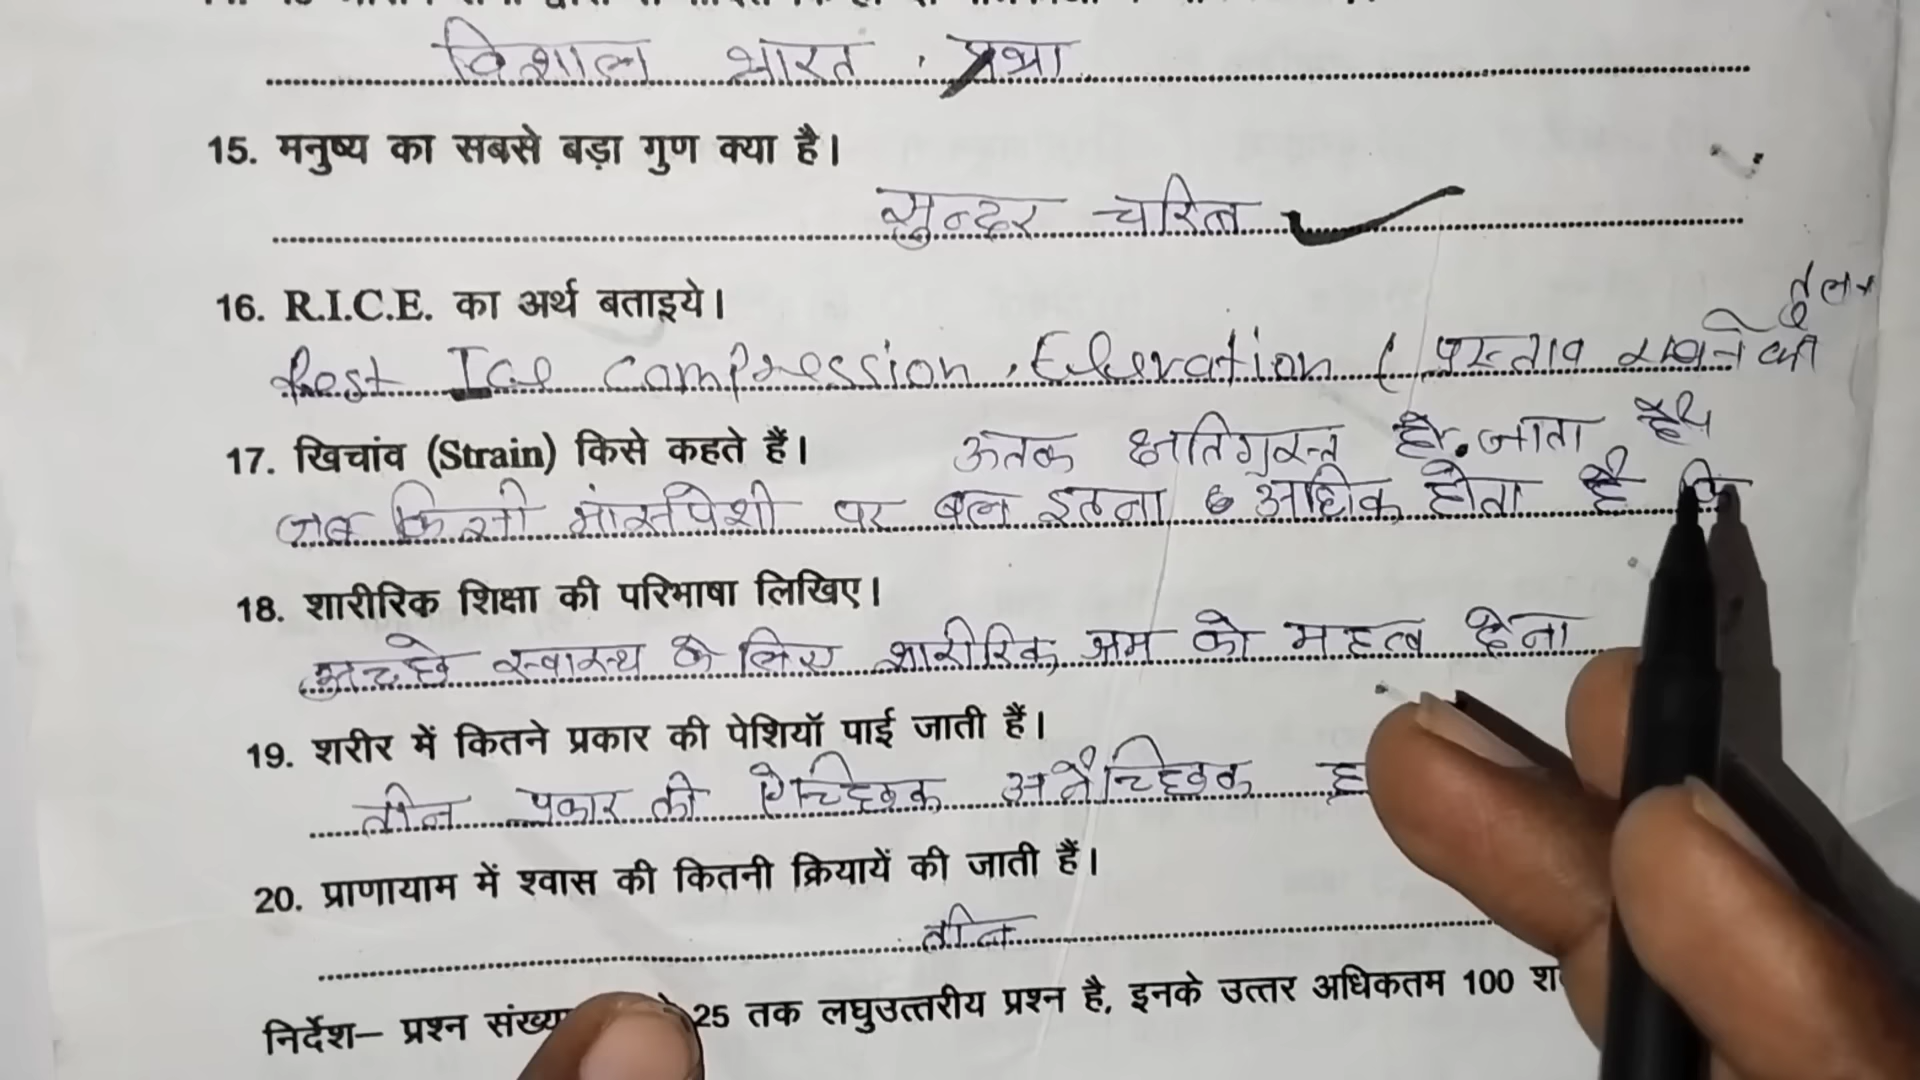 विशाल भारत , प्रभा
15. मनुष्य का सबसे बड़ा गुण क्या है।
सुन्दर चरित्र
16. R.I.C.E. का अर्थ बताइये।
Rest Ice Compression, Elevation ( प्रस्ताव रखने की
17. खिचांव (Strain) किसे कहते हैं।
ऊतक क्षतिग्रस्त हो जाता है
जब किसी मांसपेशी पर बल इतना अधिक होता है कि
18. शारीरिक शिक्षा की परिभाषा लिखिए।
अच्छे स्वास्थ के लिए शारीरिक श्रम को महत्व देना
19. शरीर में कितने प्रकार की पेशियॉ पाई जाती हैं।
तीन प्रकार की ऐच्छिक अनैच्छिक
20. प्राणायाम में श्वास की कितनी क्रियायें की जाती हैं।
तीन
निर्देश– प्रश्न संख्या 25 तक लघुउत्तरीय प्रश्न है, इनके उत्तर अधिकतम 100